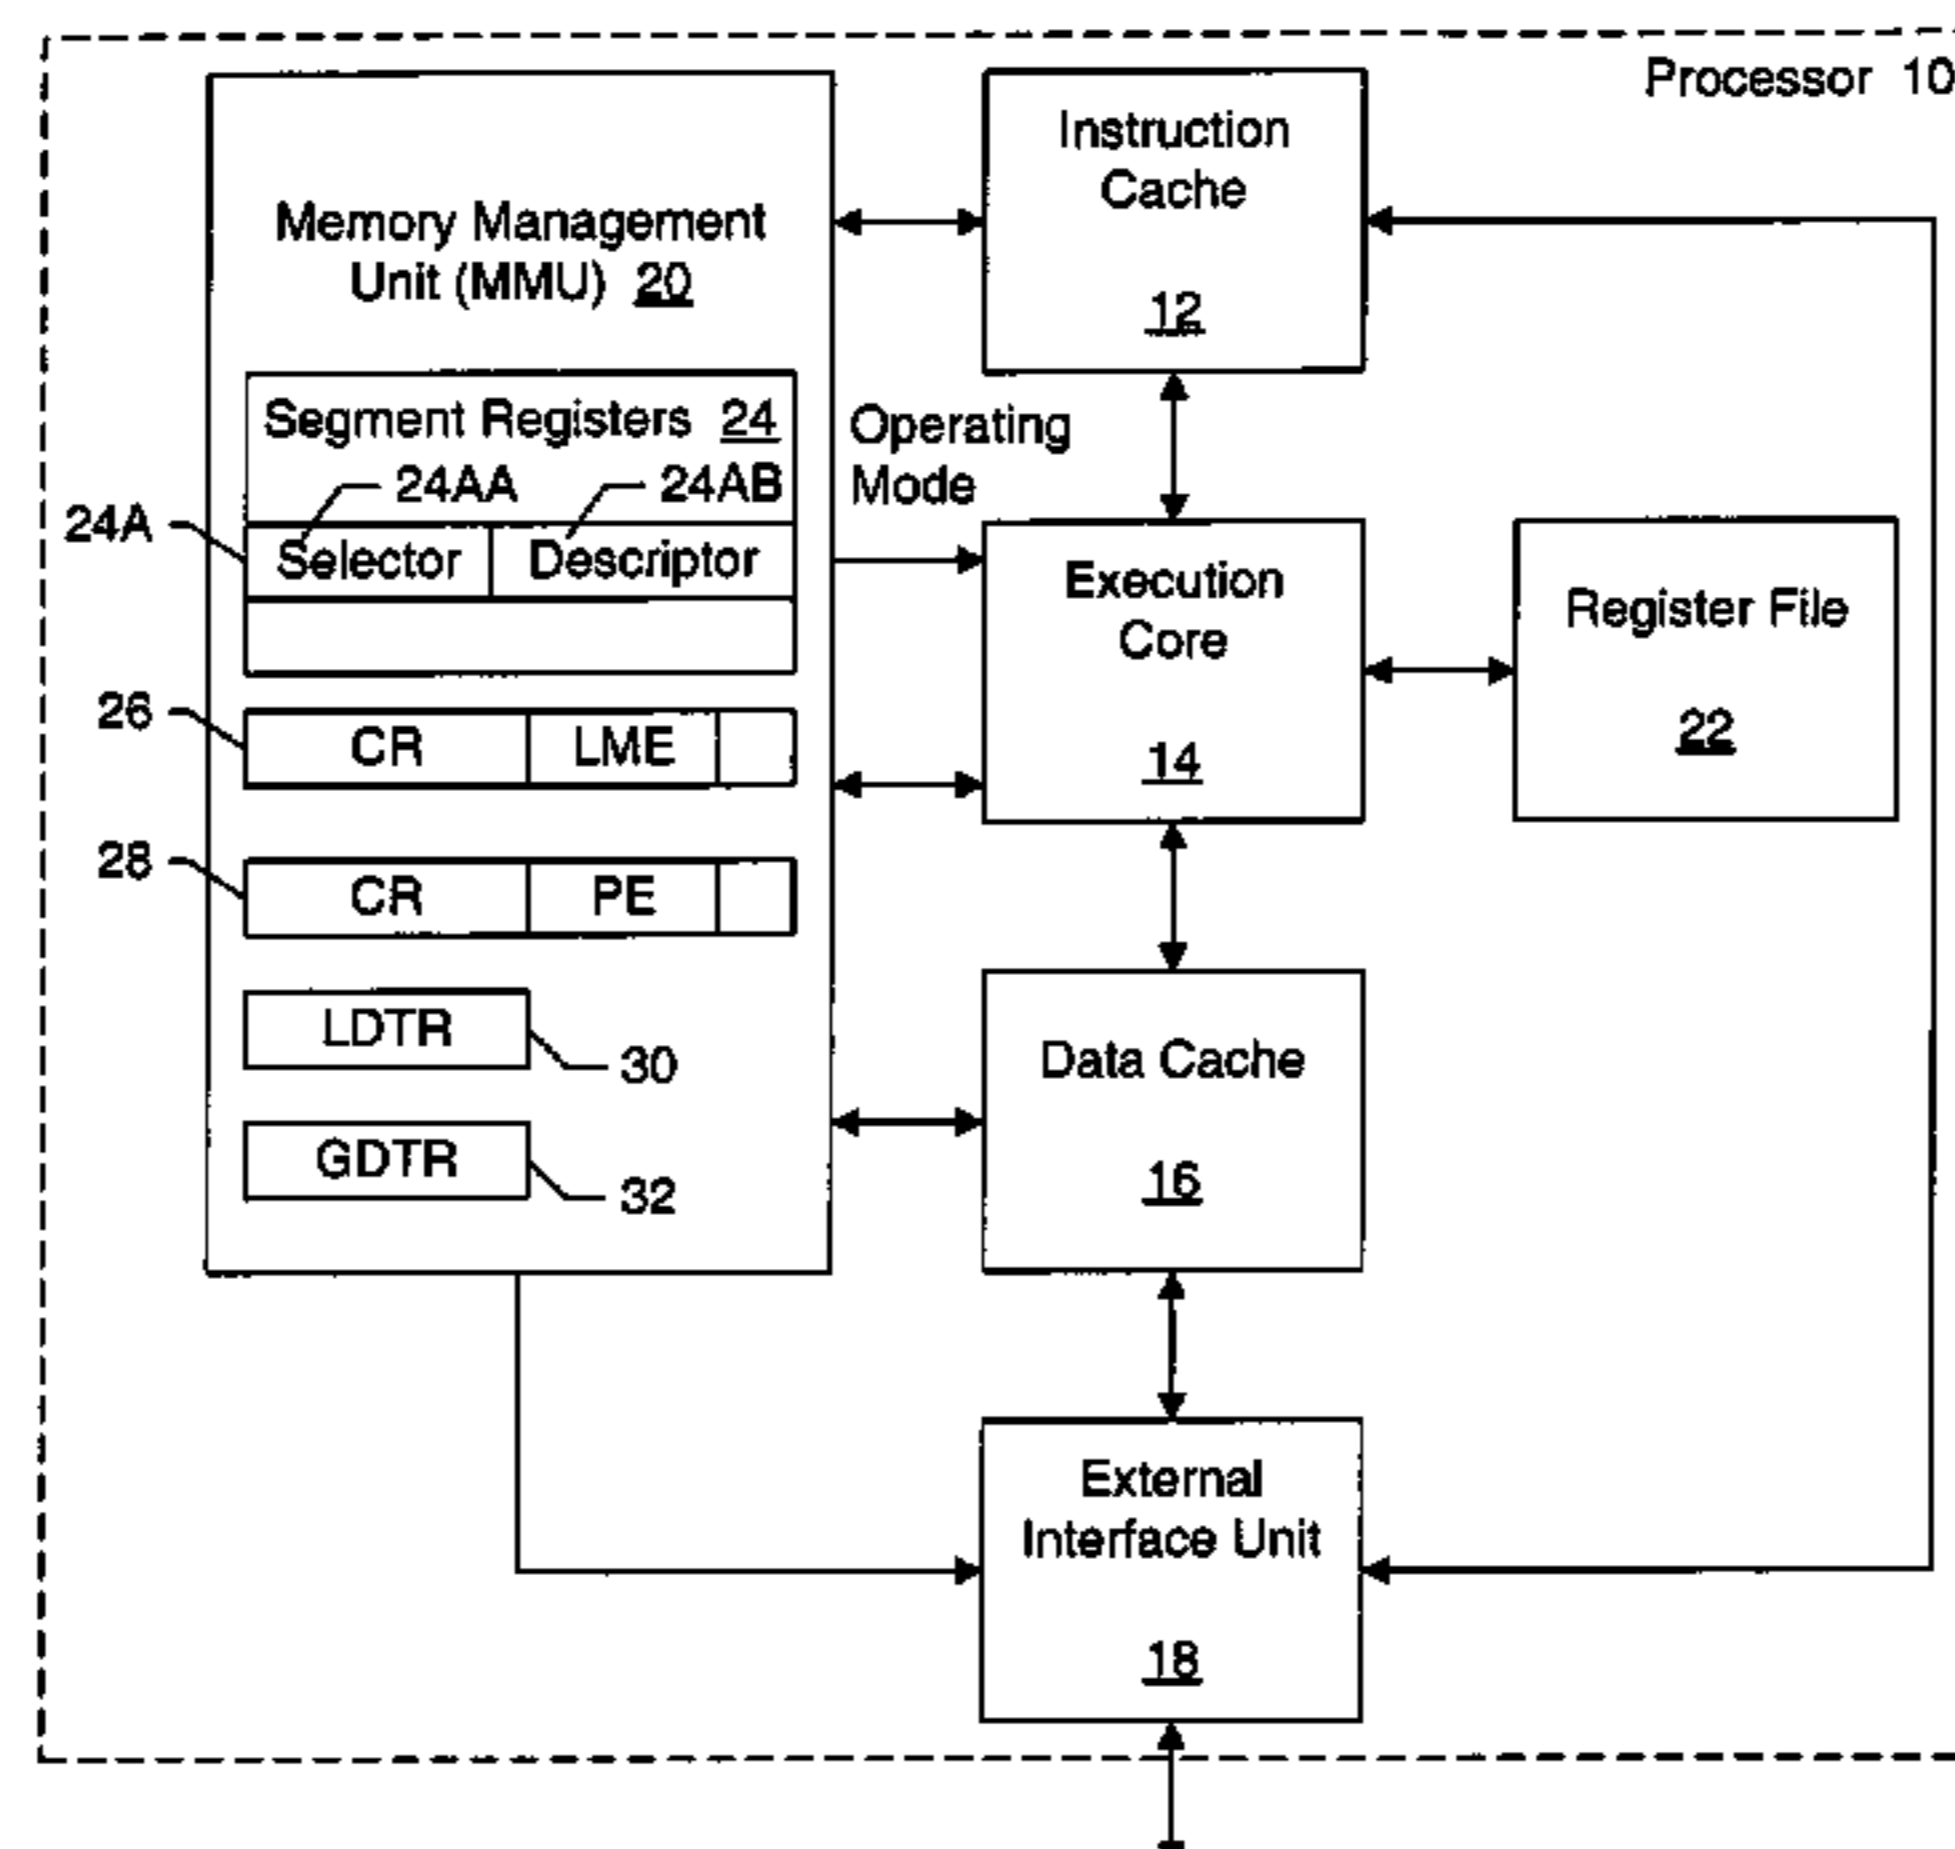 Processor 10
Memory Management
Unit (MMU) 20
Segment Registers 24
24AA
24AB
24A
Selector
Descriptor
26
CR
LME
28
CR
PE
LDTR
30
GDTR
32
Operating
Mode
Instruction
Cache
12
Execution
Core
14
Register File
22
Data Cache
16
External
Interface Unit
18